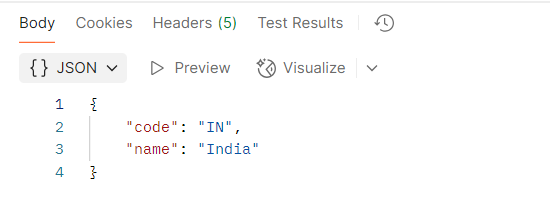 Body Cookies Headers (5) Test Results
{} JSON Preview Visualize
1 {
2 "code": "IN",
3 "name": "India"
4 }